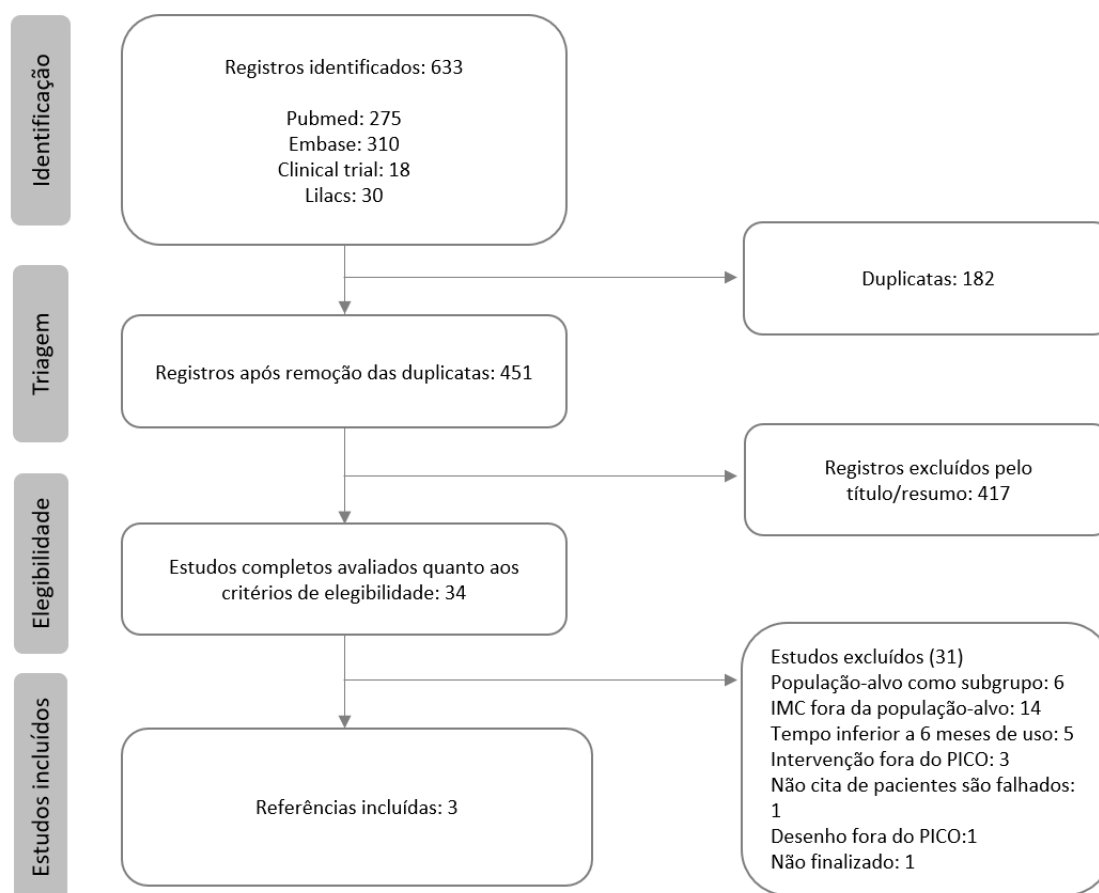 Identificação
Registros identificados: 633
Pubmed: 275
Embase: 310
Clinical trial: 18
Lilacs: 30
Duplicatas: 182
Triagem
Registros após remoção das duplicatas: 451
Registros excluídos pelo
título/resumo: 417
Elegibilidade
Estudos completos avaliados quanto aos
critérios de elegibilidade: 34
Estudos excluídos (31)
População-alvo como subgrupo: 6
IMC fora da população-alvo: 14
Tempo inferior a 6 meses de uso: 5
Intervenção fora do PICO: 3
Não cita de pacientes são falhados:
1
Desenho fora do PICO:1
Não finalizado: 1
Estudos incluídos
Referências incluídas: 3